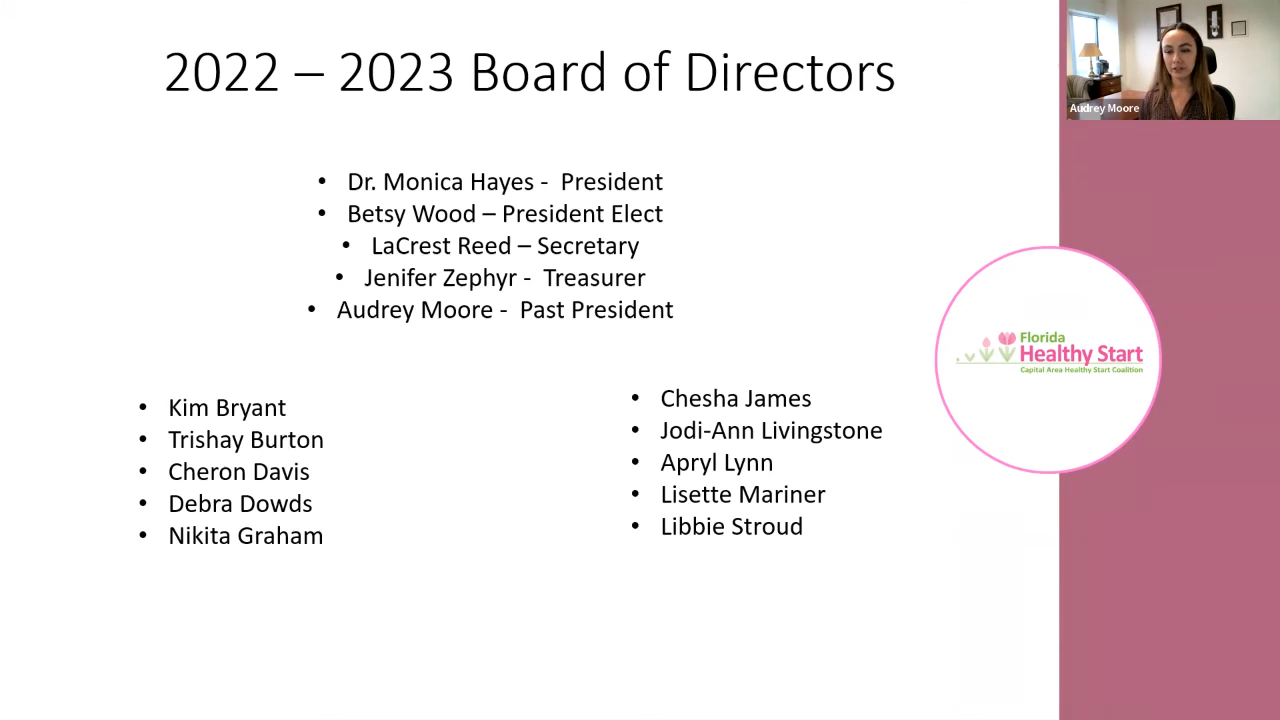 2022 – 2023 Board of Directors
Audrey Moore
• Dr. Monica Hayes - President
• Betsy Wood – President Elect
• LaCrest Reed – Secretary
• Jenifer Zephyr - Treasurer
• Audrey Moore - Past President
Florida
Healthy Start
Capital Area Healthy Start Coalition
• Kim Bryant
• Trishay Burton
• Cheron Davis
• Debra Dowds
• Nikita Graham
• Chesha James
• Jodi-Ann Livingstone
• Apryl Lynn
• Lisette Mariner
• Libbie Stroud